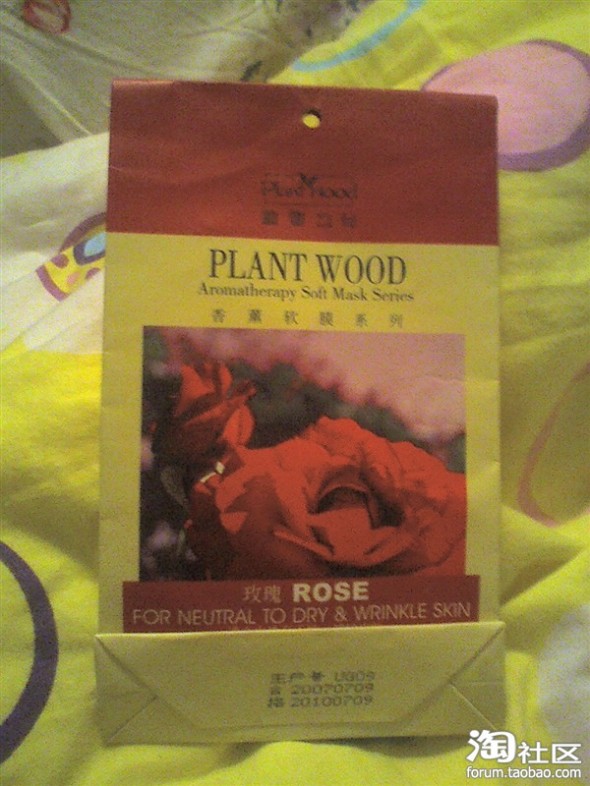 Plant Wood
PLANT WOOD
Aromatherapy Soft Mask Series
香薰软膜系列
玫瑰 ROSE
FOR NEUTRAL TO DRY & WRINKLE SKIN
UG09
20070709
20100709
淘社区
forum.taobao.com